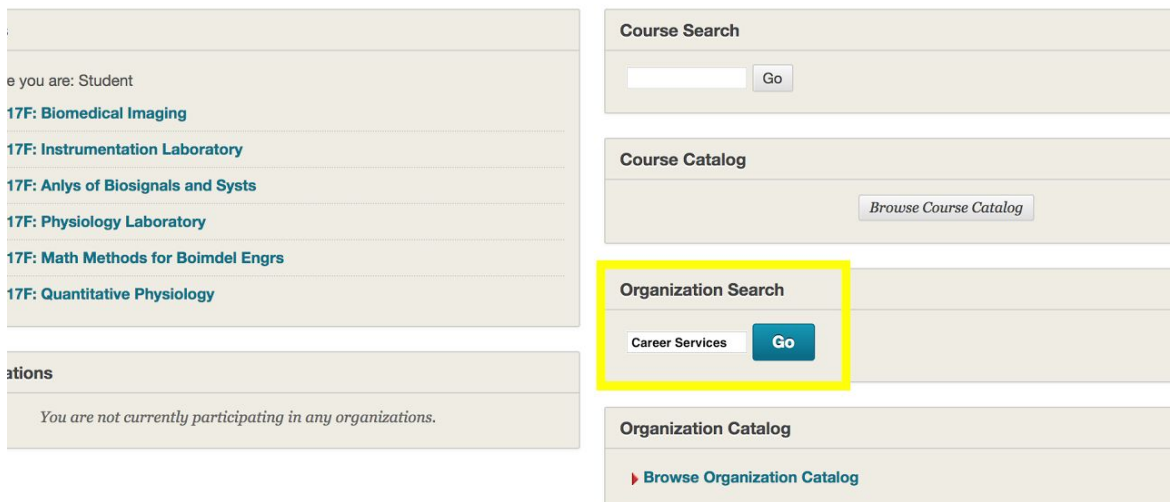 e you are: Student
17F: Biomedical Imaging
17F: Instrumentation Laboratory
17F: Anlys of Biosignals and Systs
17F: Physiology Laboratory
17F: Math Methods for Boimdel Engrs
17F: Quantitative Physiology
ations
You are not currently participating in any organizations.
Course Search
Go
Course Catalog
Browse Course Catalog
Organization Search
Career Services
Go
Organization Catalog
Browse Organization Catalog